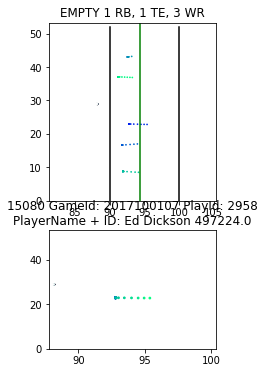 EMPTY 1 RB, 1 TE, 3 WR
50
40
30
20
10
0
85 90 95 100 105
15080 GameId: 2017100107 PlayId: 2958
PlayerName + ID: Ed Dickson 497224.0
40
20
0
90 95 100